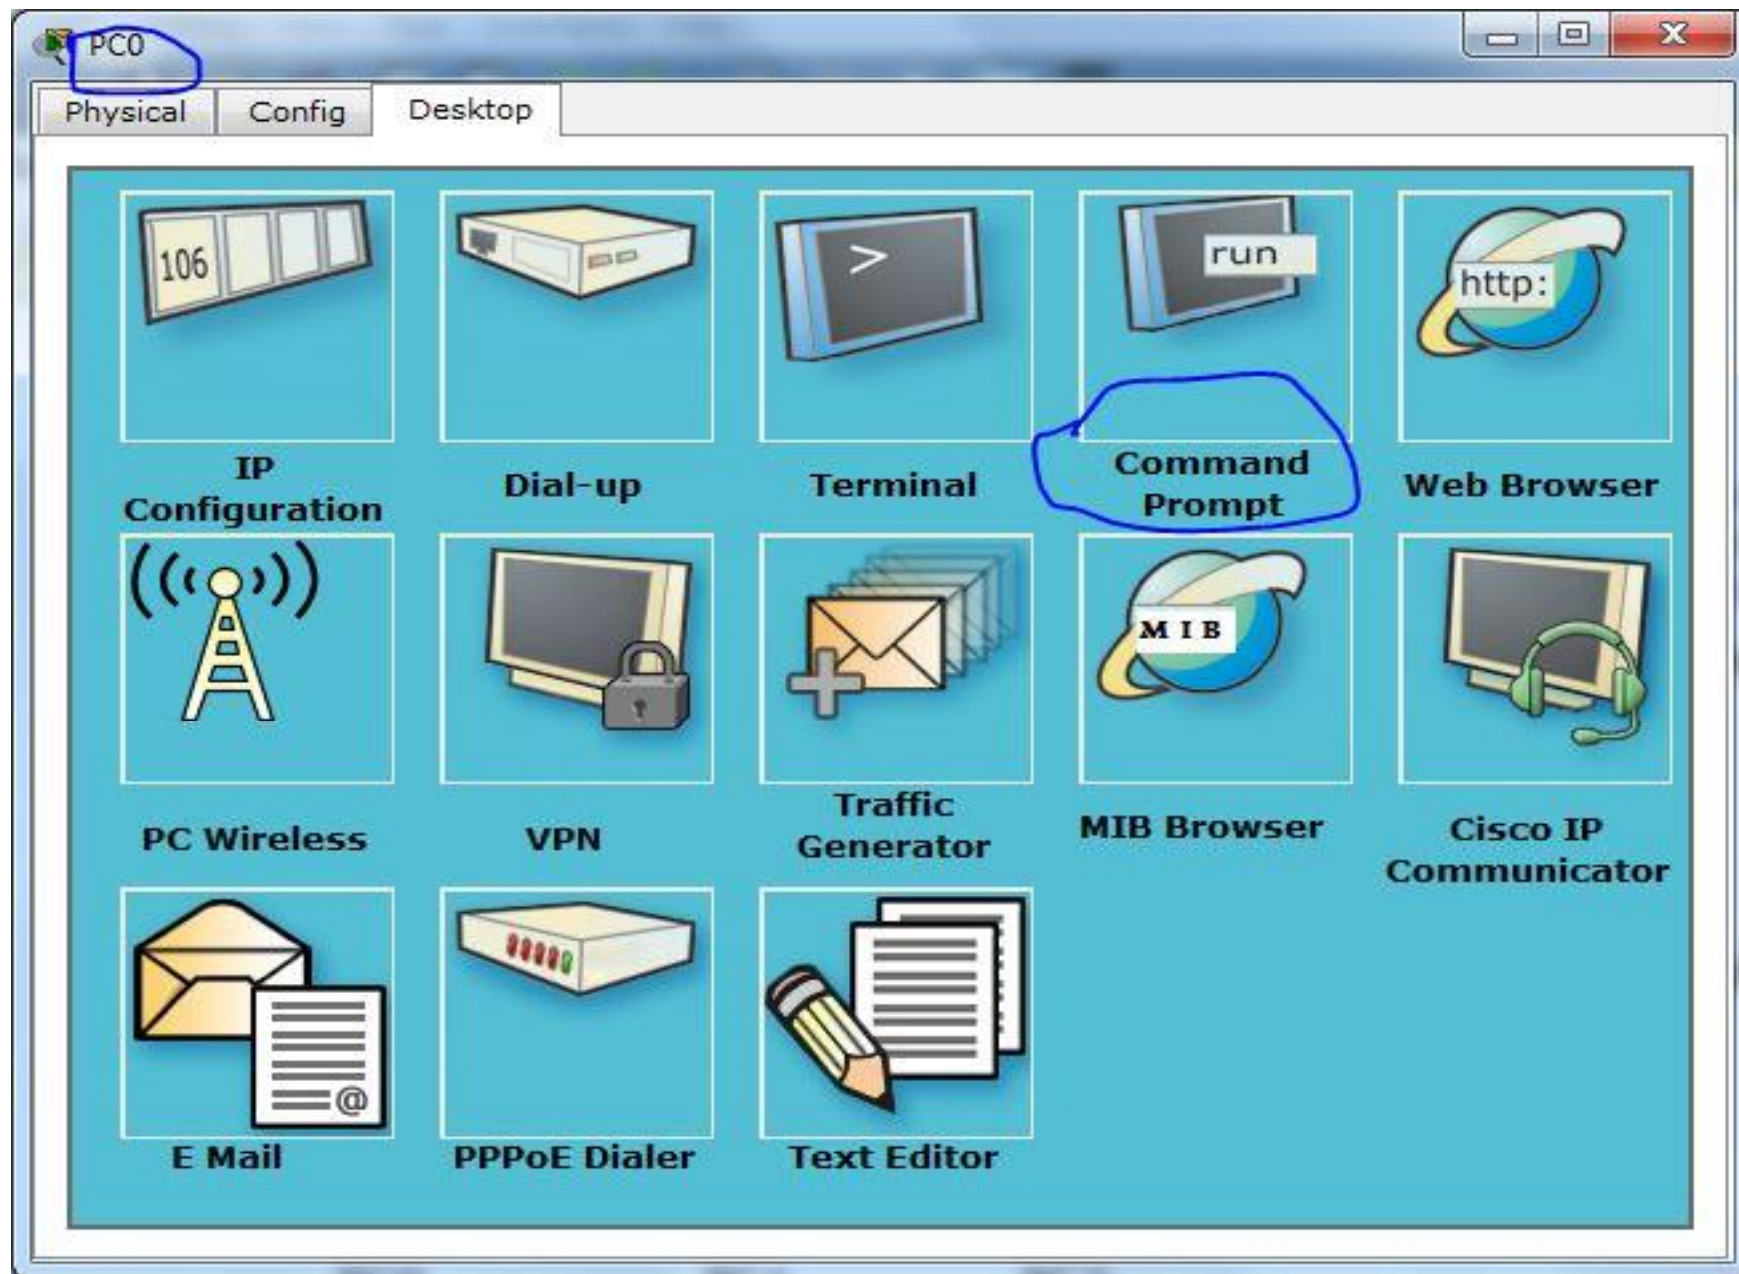 PC0
Physical Config Desktop
106
>
run
http:
IP
Configuration
Dial-up
Terminal
Command
Prompt
Web Browser
MIB
PC Wireless
VPN
Traffic
Generator
MIB Browser
Cisco IP
Communicator
@
E Mail
PPPoE Dialer
Text Editor